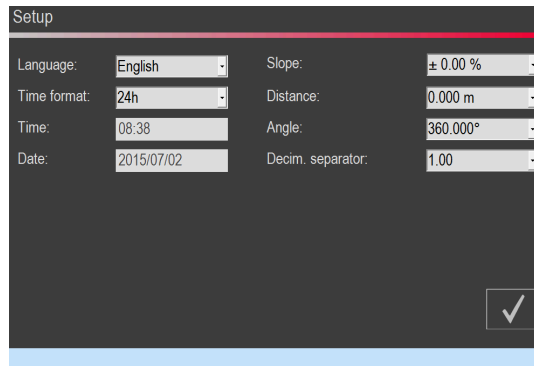 Setup
Language: English Slope: ± 0.00 %
Time format: 24h Distance: 0.000 m
Time: 08:38 Angle: 360.000°
Date: 2015/07/02 Decim. separator: 1.00